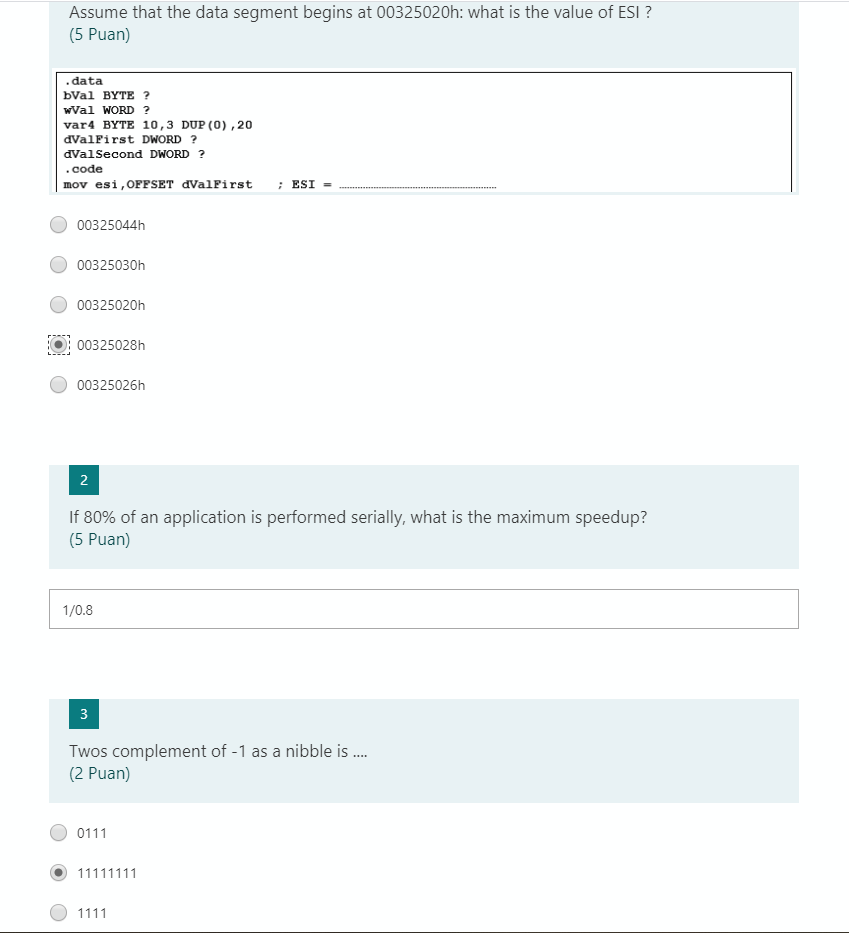 Assume that the data segment begins at 00325020h: what is the value of ESI ?
(5 Puan)
.data
bVal BYTE ?
wVal WORD ?
var4 BYTE 10,3 DUP(0),20
dValFirst DWORD ?
dValSecond DWORD ?
.code
mov esi,OFFSET dValFirst ; ESI = ........................................................
00325044h
00325030h
00325020h
00325028h
00325026h
2
If 80% of an application is performed serially, what is the maximum speedup?
(5 Puan)
1/0.8
3
Twos complement of -1 as a nibble is ....
(2 Puan)
0111
11111111
1111